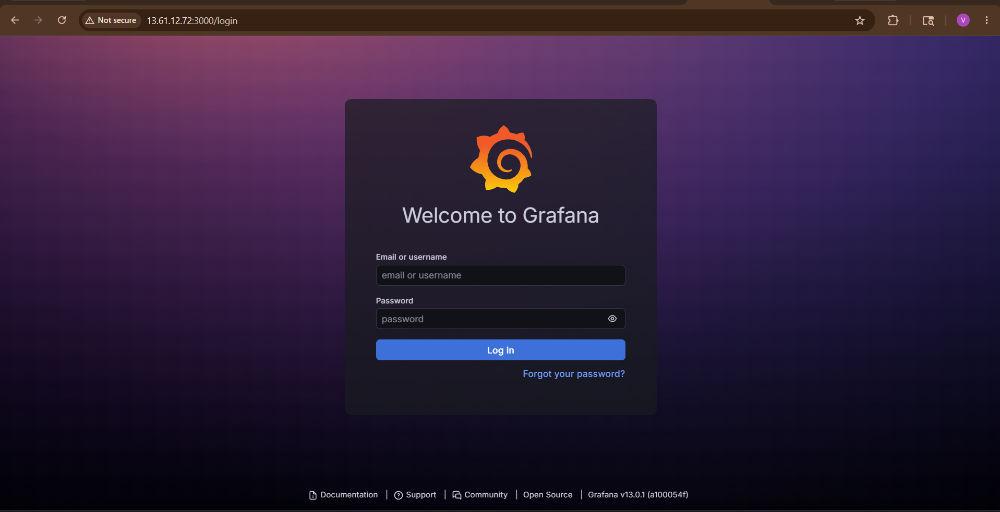 Not secure 13.61.12.72:3000/login
V
Welcome to Grafana
Email or username
email or username
Password
password
Log in
Forgot your password?
Documentation | Support | Community | Open Source | Grafana v13.0.1 (a100054f)